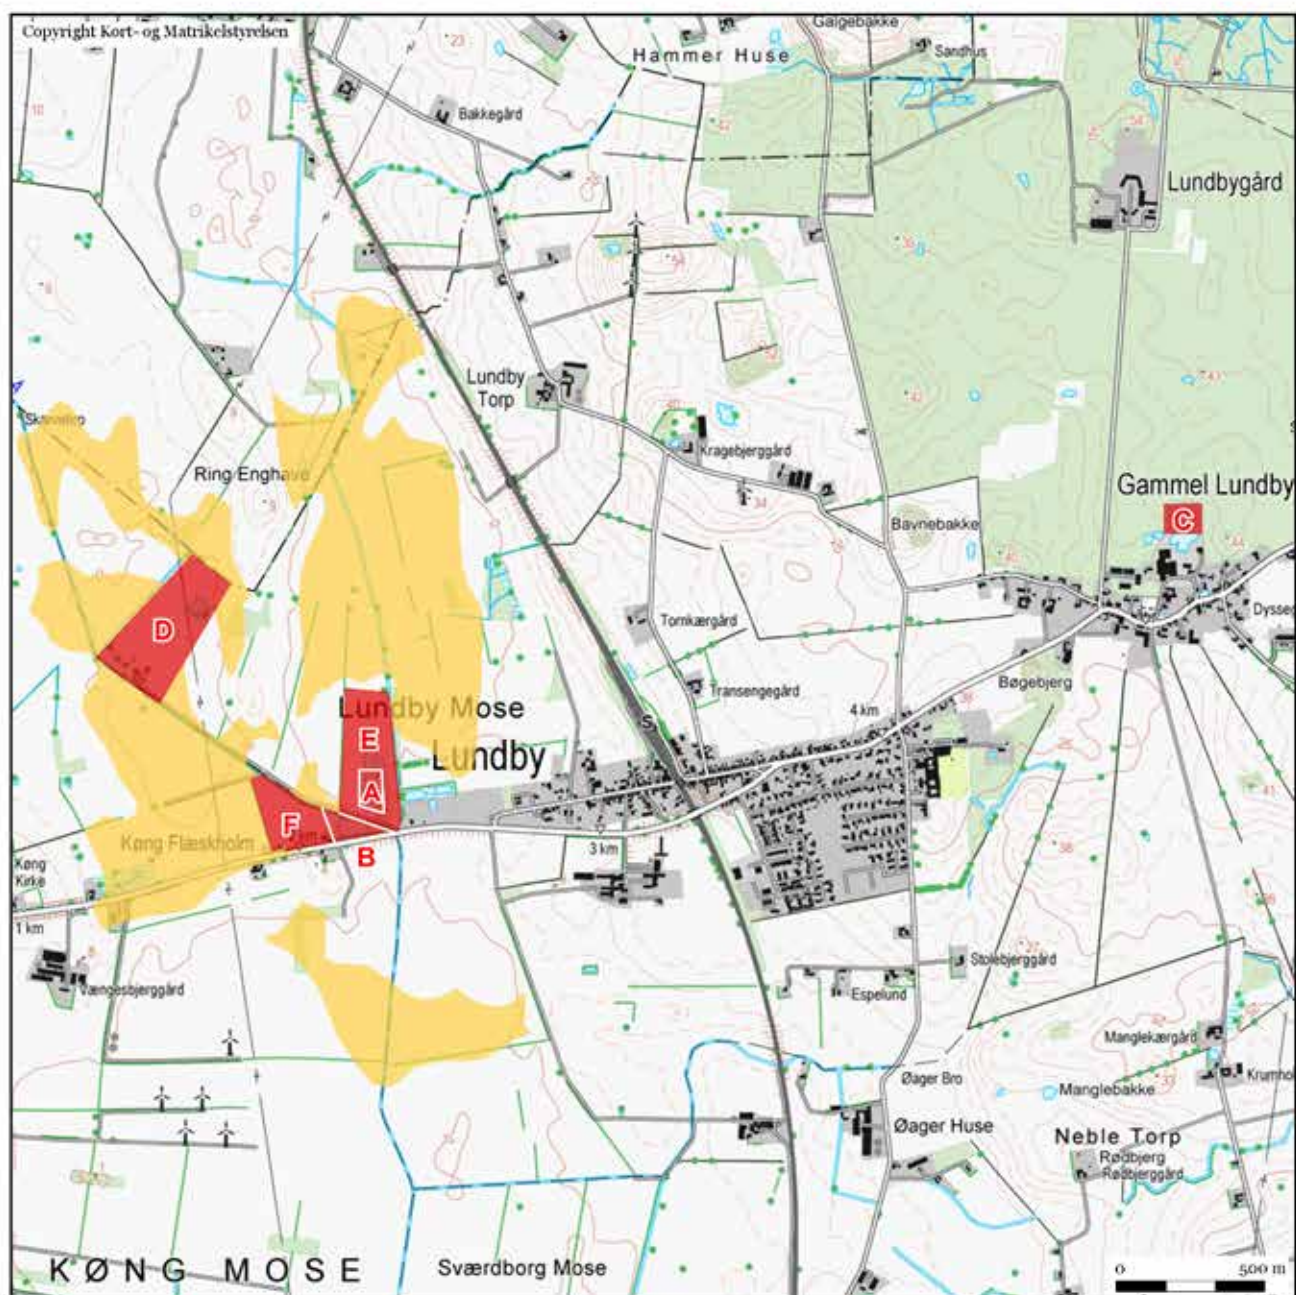 Copyright Kort- og Matrikelstyrelsen
Galgebakke
Hammer Huse
Sandhus
Bakkegård
Lundbygård
Lundby
Torp
Kragebjerggård
Ring Enghave
Gammel Lundby
C
Bavnebakke
Tornkærgård
Dysseg
D
Transengegård
Bøgebjerg
Lundby Mose
4 km
S
E
Lundby
A
F
Køng Flæskholm
B
3 km
Køng
Kirke
1 km
Vængesbjerggård
Stolebjerggård
Espelund
Manglekærgård
Øager Bro
Krumho
Manglebakke
Øager Huse
Neble Torp
Rødbjerg
Rødbjerggård
KØNG MOSE
Sværdborg Mose
0 500 m